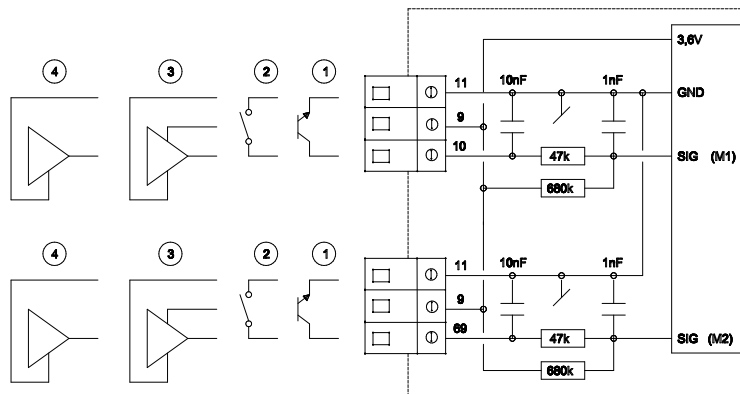 3,6V
4 3 2 1
11 10nF 1nF GND
9
10 47k SIG (M1)
680k
4 3 2 1
11 10nF 1nF
9
69 47k SIG (M2)
680k